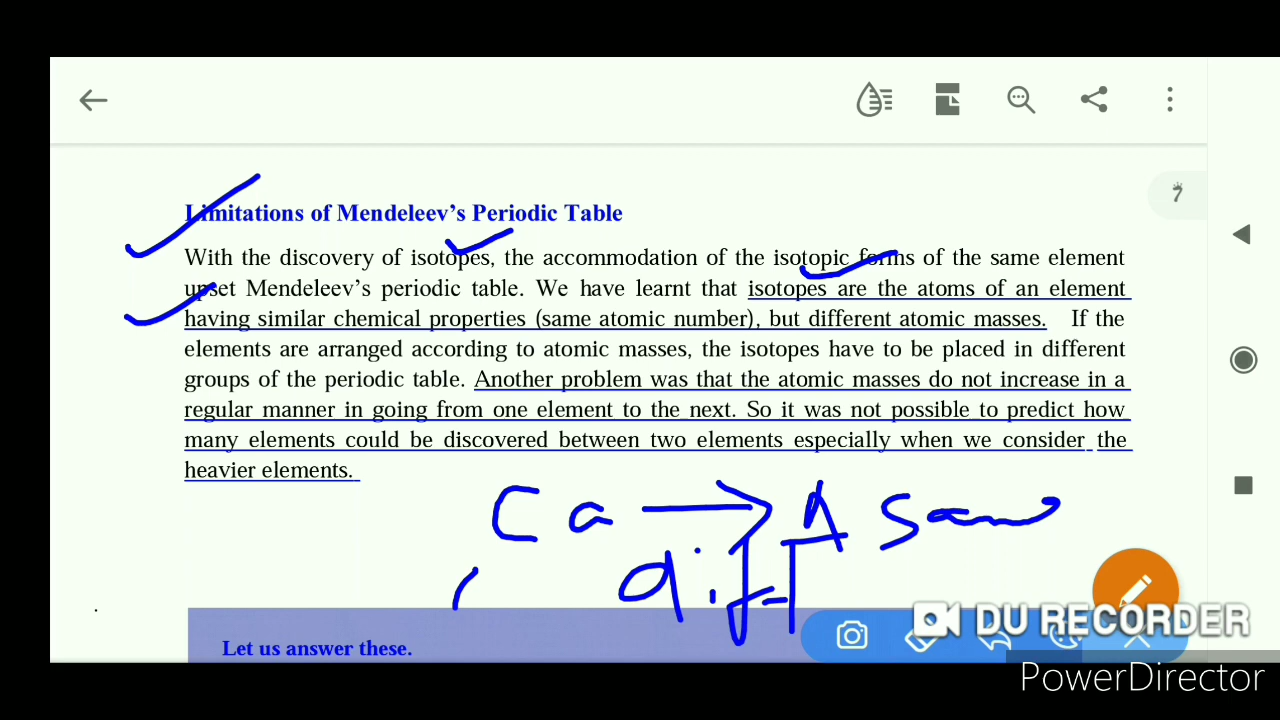 Limitations of Mendeleev's Periodic Table
With the discovery of isotopes, the accommodation of the isotopic forms of the same element
upset Mendeleev's periodic table. We have learnt that isotopes are the atoms of an element
having similar chemical properties (same atomic number), but different atomic masses. If the
elements are arranged according to atomic masses, the isotopes have to be placed in different
groups of the periodic table. Another problem was that the atomic masses do not increase in a
regular manner in going from one element to the next. So it was not possible to predict how
many elements could be discovered between two elements especially when we consider the
heavier elements.
Ca → A
Let us answer these.
DU RECORDER
PowerDirector